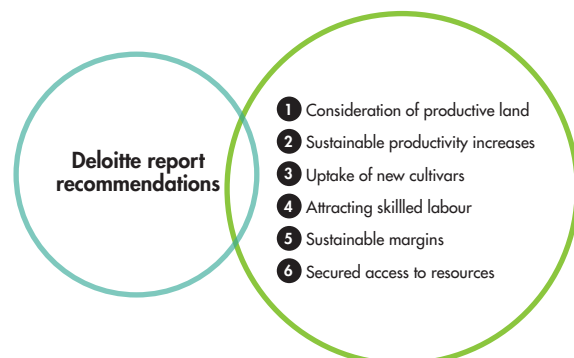 Deloitte report
recommendations
1 Consideration of productive land
2 Sustainable productivity increases
3 Uptake of new cultivars
4 Attracting skillled labour
5 Sustainable margins
6 Secured access to resources